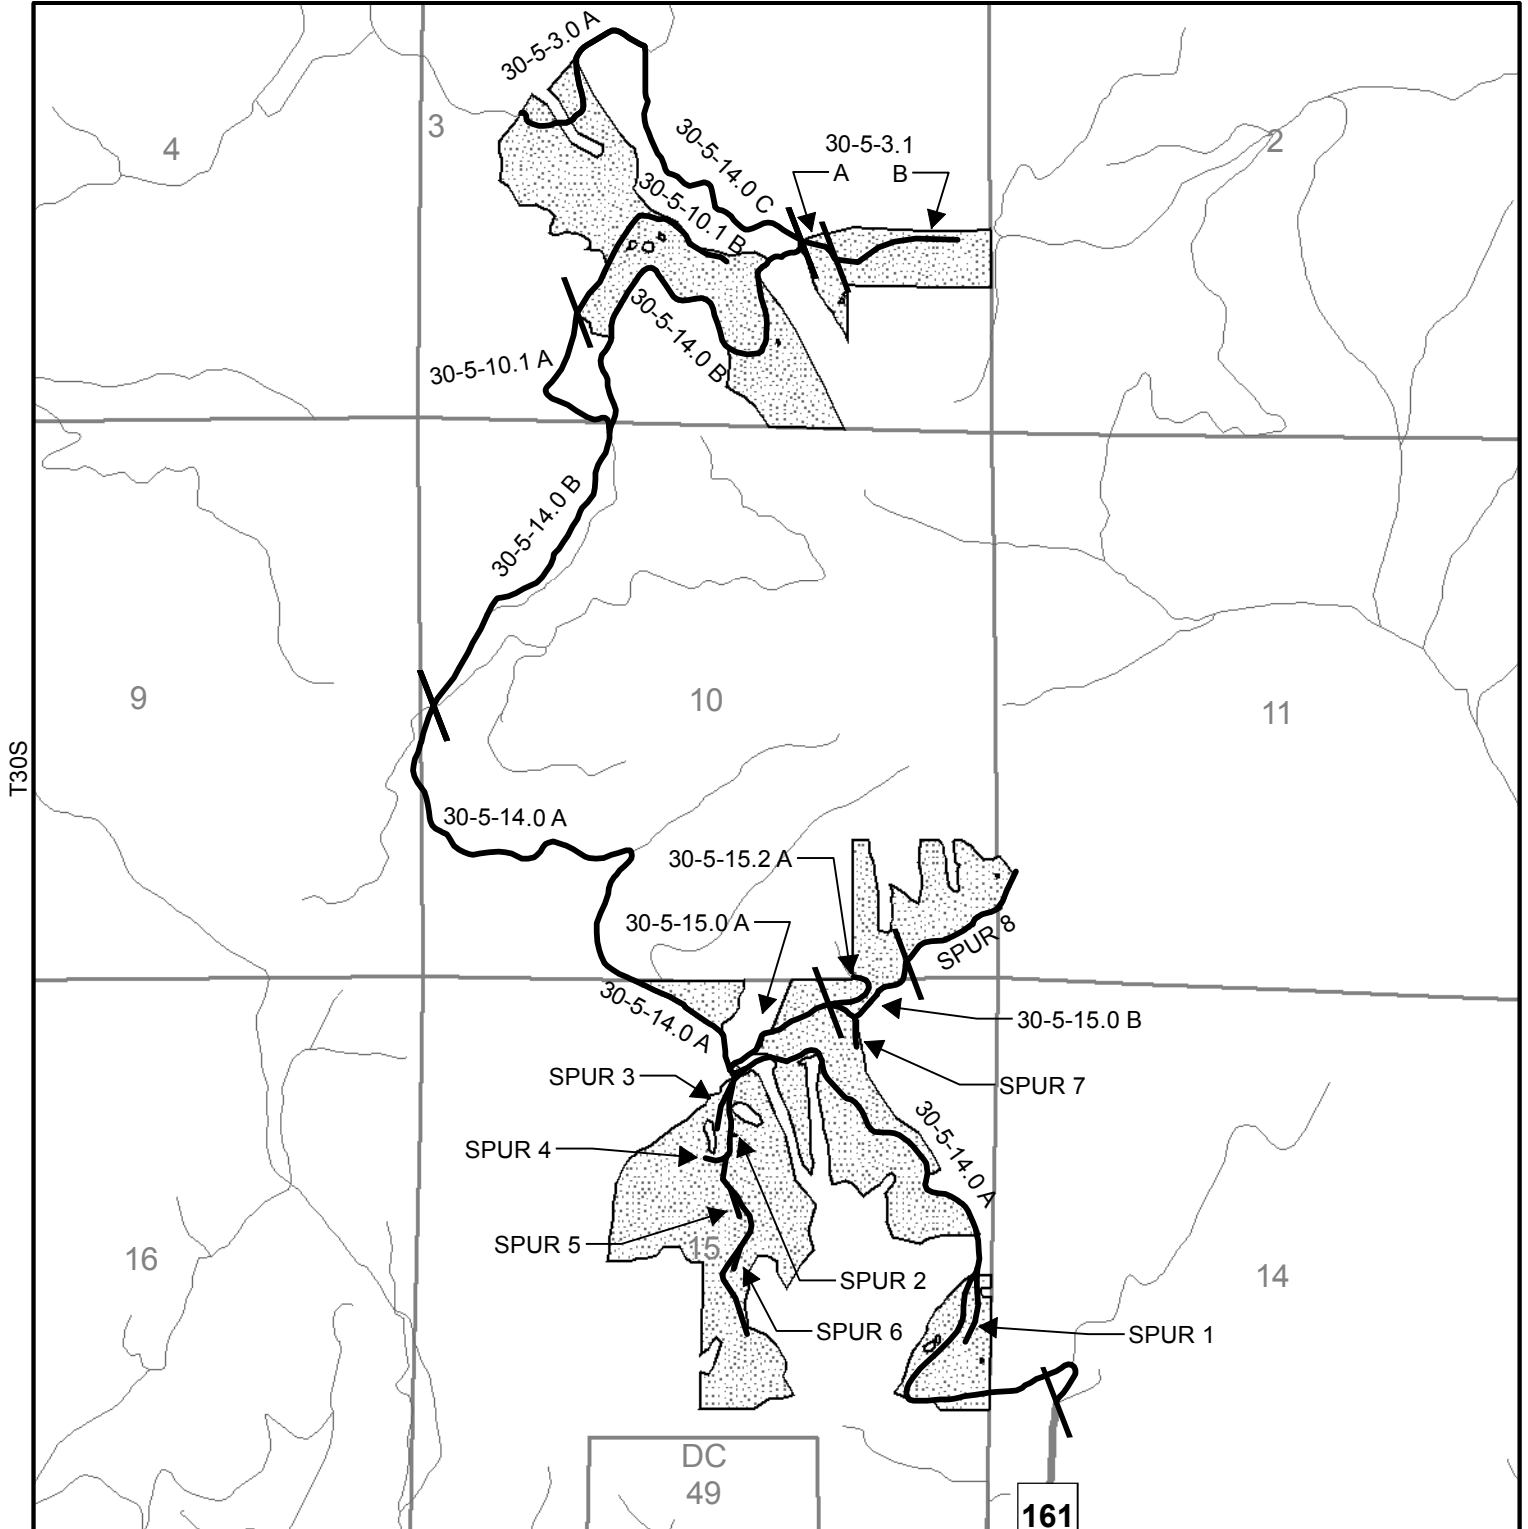 30-5-3.0 A
4
3
2
30-5-14.0 C
30-5-3.1
A
B
30-5-10.1 B
30-5-14.0 B
30-5-10.1 A
30-5-14.0 B
9
10
11
T30S
30-5-14.0 A
30-5-15.2 A
30-5-15.0 A
SPUR 8
30-5-14.0 A
30-5-15.0 B
SPUR 3
SPUR 7
30-5-14.0 A
SPUR 4
SPUR 5
15
16
SPUR 2
14
SPUR 6
SPUR 1
DC
49
161